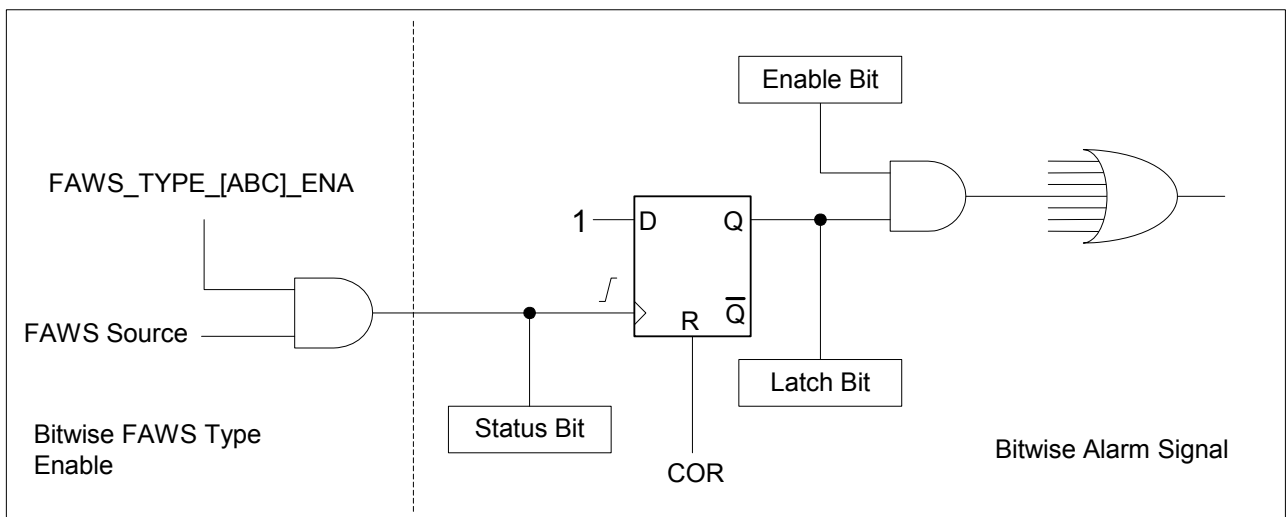 Enable Bit
FAWS_TYPE_[ABC]_ENA
1
D
Q
FAWS Source
R
Q̅
Latch Bit
Status Bit
Bitwise FAWS Type
Enable
COR
Bitwise Alarm Signal